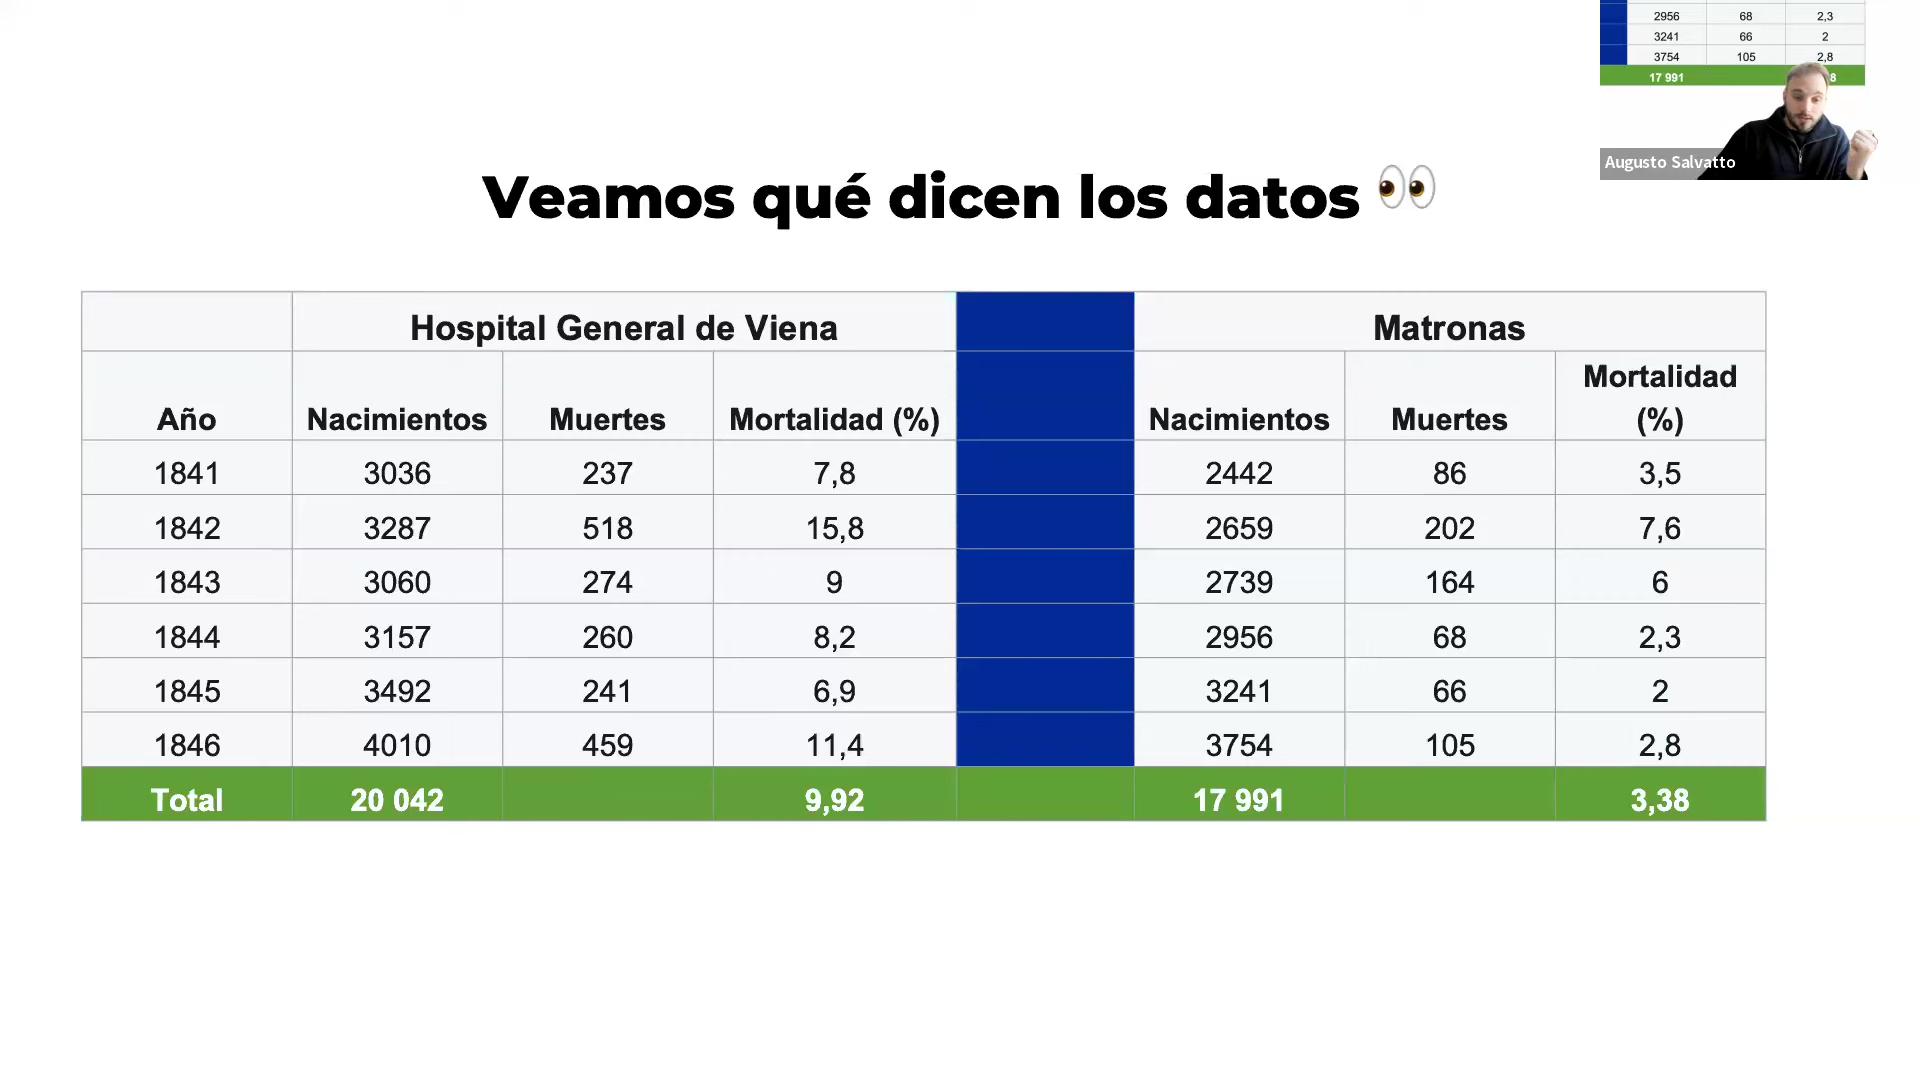 2956 68 2,3
3241 66 2
3754 105 2,8
17 991 8
Augusto Salvatto
Veamos qué dicen los datos 👀
Hospital General de Viena Matronas
Año Nacimientos Muertes Mortalidad (%) Nacimientos Muertes Mortalidad
(%)
1841 3036 237 7,8 2442 86 3,5
1842 3287 518 15,8 2659 202 7,6
1843 3060 274 9 2739 164 6
1844 3157 260 8,2 2956 68 2,3
1845 3492 241 6,9 3241 66 2
1846 4010 459 11,4 3754 105 2,8
Total 20 042 9,92 17 991 3,38